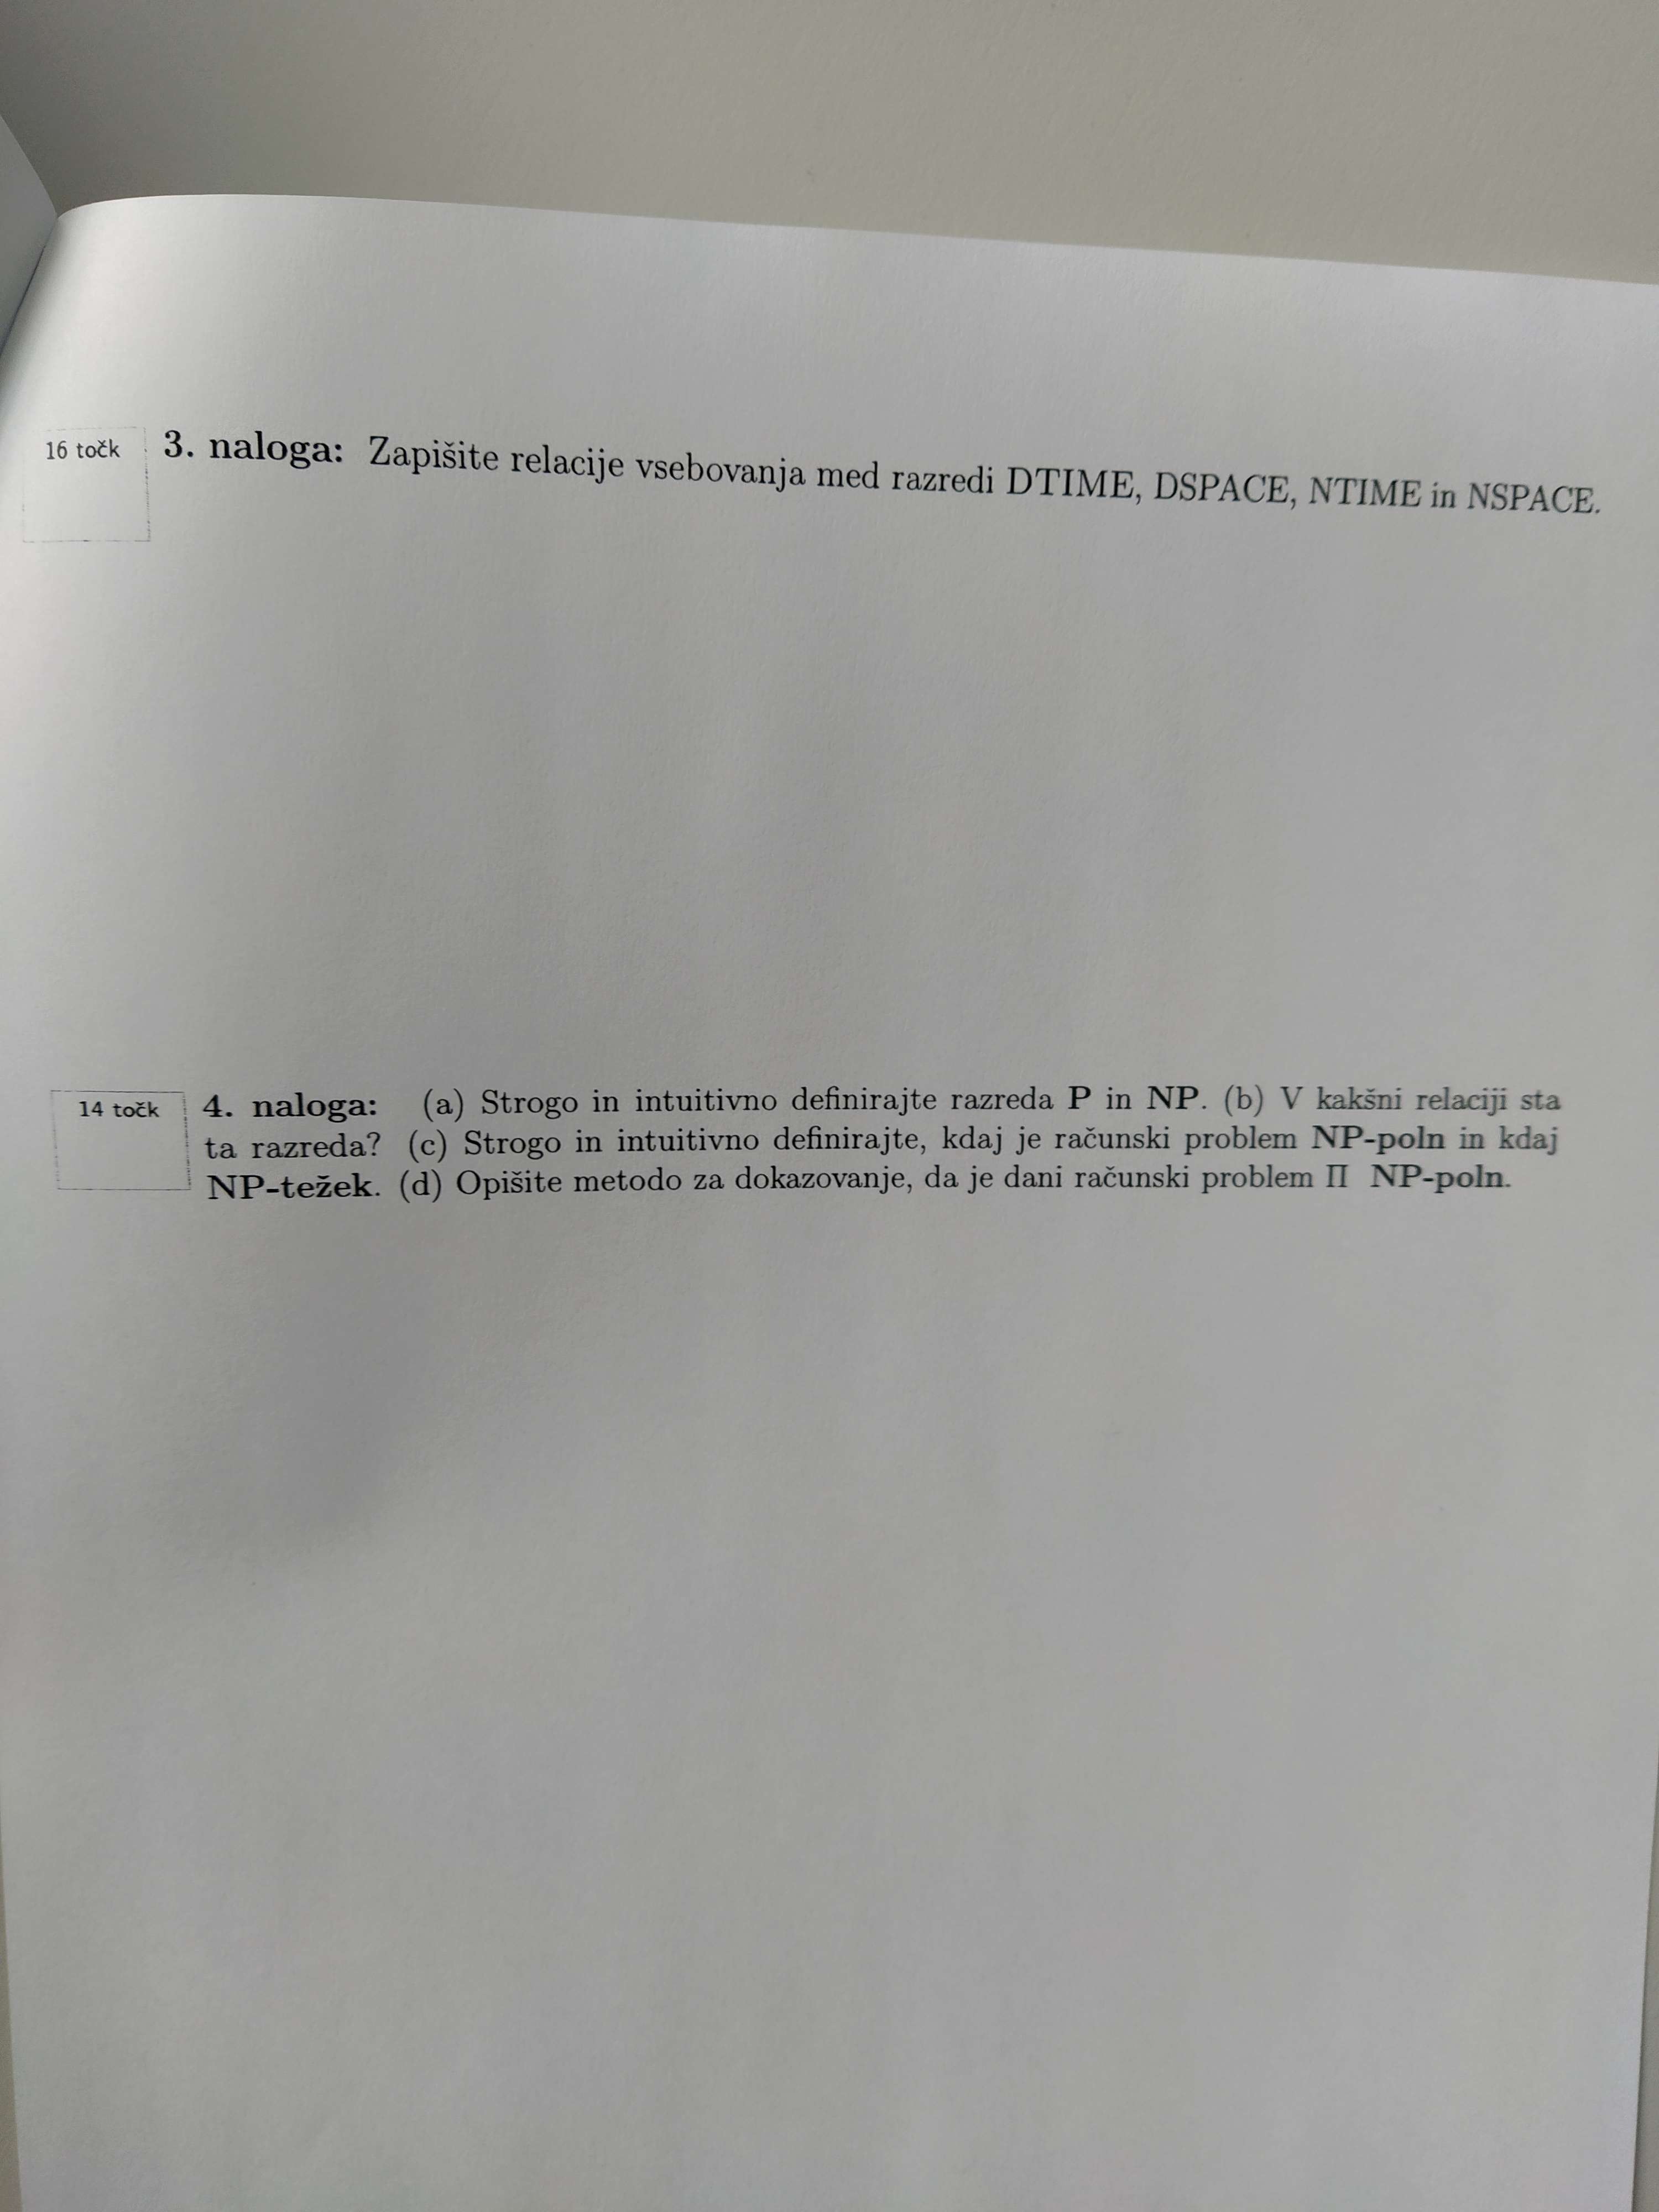 16 točk
3. naloga: Zapišite relacije vsebovanja med razredi DTIME, DSPACE, NTIME in NSPACE.
14 točk
4. naloga: (a) Strogo in intuitivno definirajte razreda P in NP. (b) V kakšni relaciji sta
ta razreda? (c) Strogo in intuitivno definirajte, kdaj je računski problem NP-poln in kdaj
NP-težek. (d) Opišite metodo za dokazovanje, da je dani računski problem Π NP-poln.